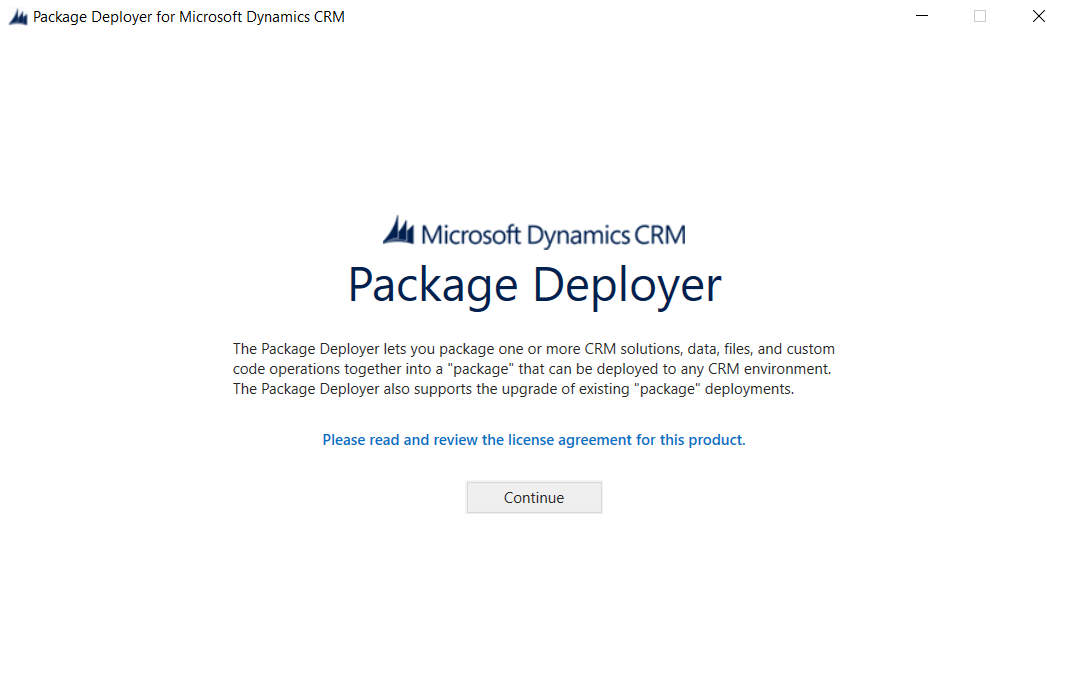 Package Deployer for Microsoft Dynamics CRM
Microsoft Dynamics CRM
Package Deployer
The Package Deployer lets you package one or more CRM solutions, data, files, and custom
code operations together into a "package" that can be deployed to any CRM environment.
The Package Deployer also supports the upgrade of existing "package" deployments.
Please read and review the license agreement for this product.
Continue